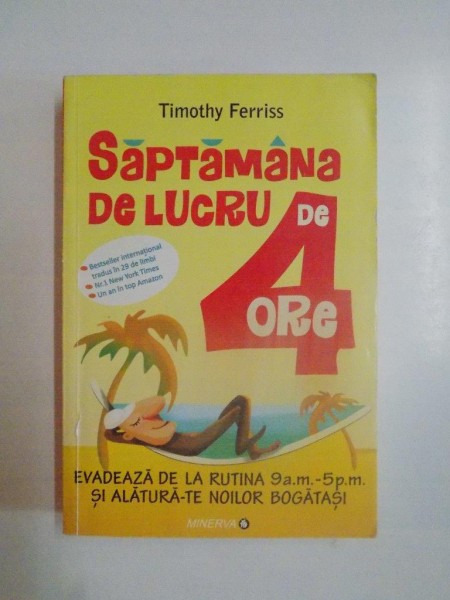 Timothy Ferriss
SĂPTĂMÂNA
DE LUCRU DE
4
ORE
Bestseller internațional
tradus în 29 de limbi
Nr.1 New York Times
Un an în top Amazon
EVADEAZĂ DE LA RUTINA 9a.m.-5p.m.
ȘI ALĂTURĂ-TE NOILOR BOGĂTAȘI
MINERVA